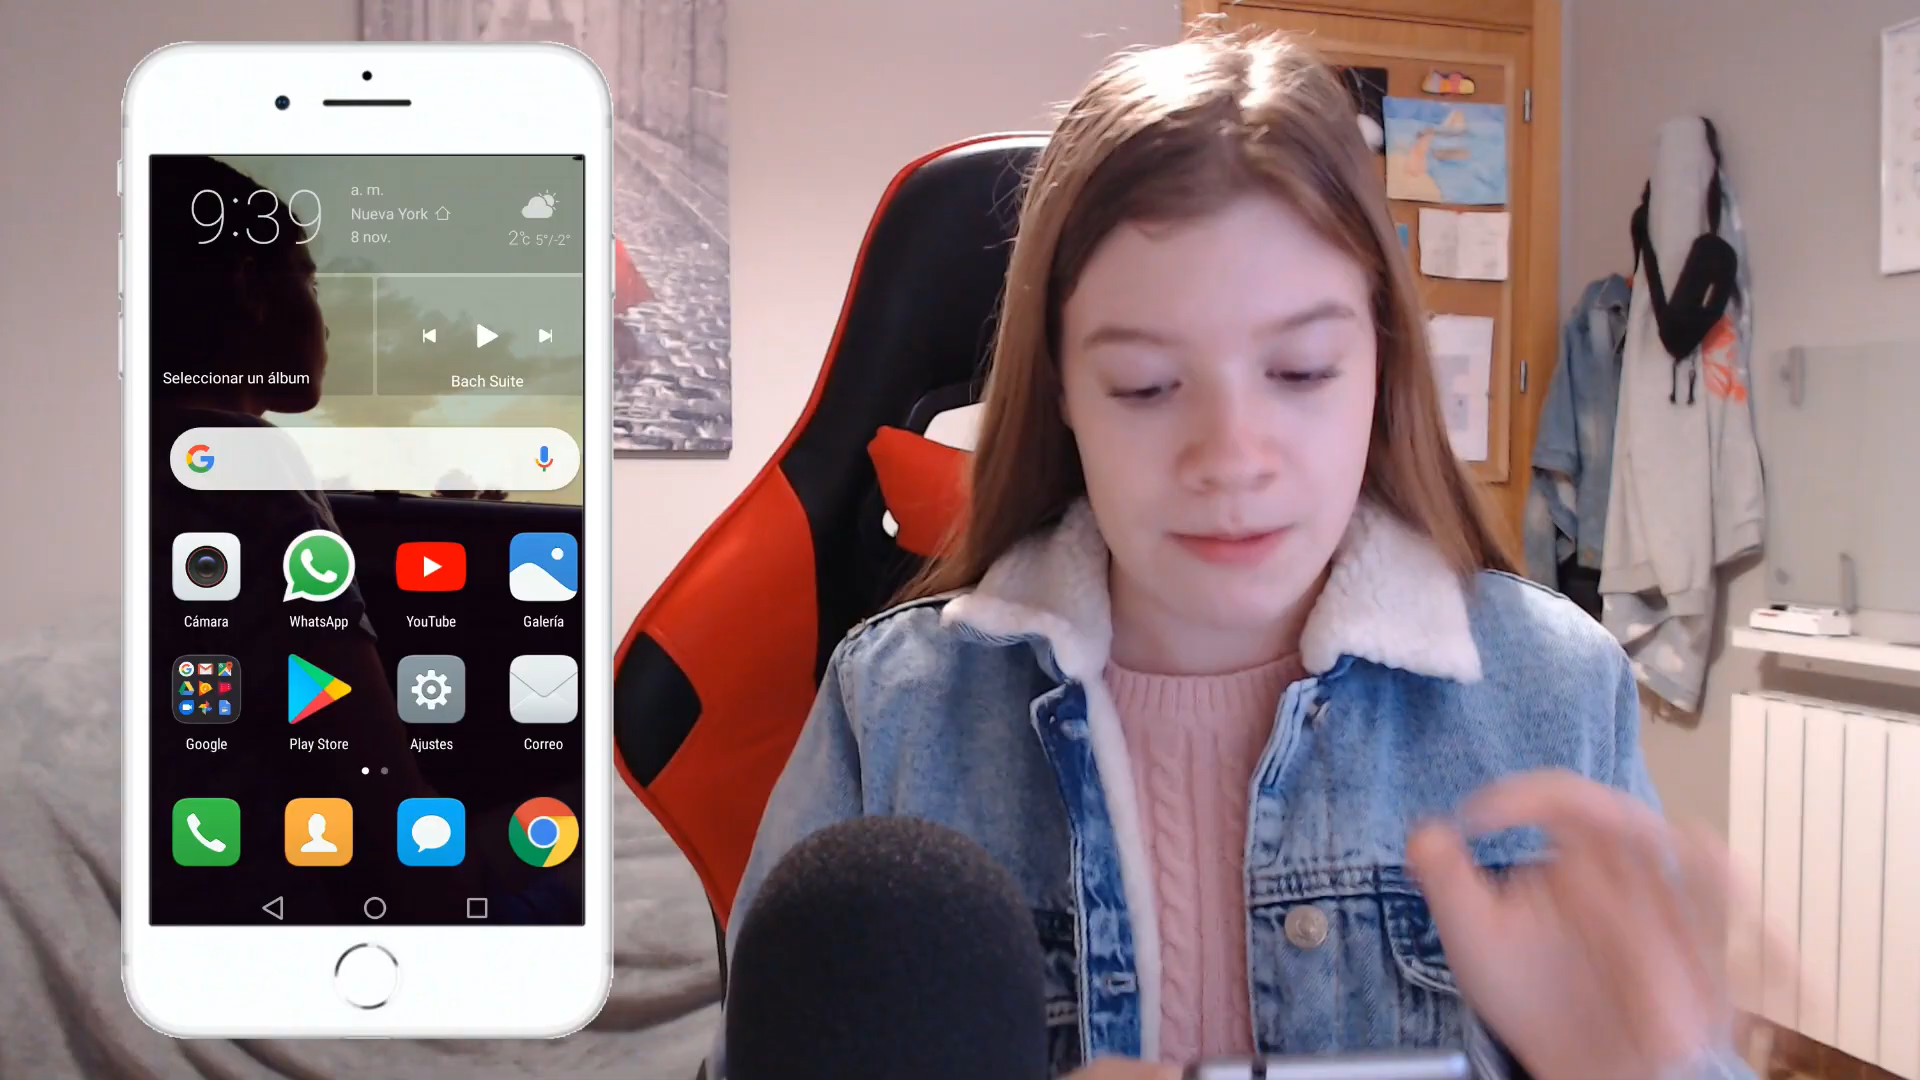 9:39
a. m.
Nueva York
8 nov.
2°c 5°/-2°
Seleccionar un álbum
Bach Suite
Cámara
WhatsApp
YouTube
Galería
Google
Play Store
Ajustes
Correo